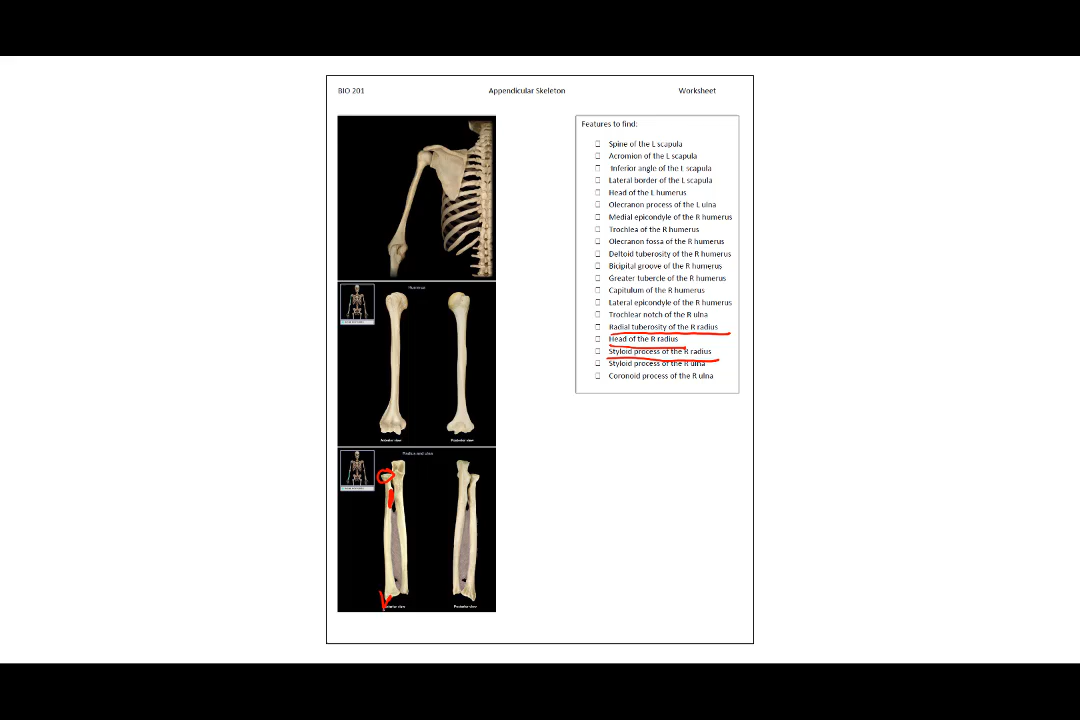 BIO 201 Appendicular Skeleton Worksheet
Features to find:
Spine of the L scapula
Acromion of the L scapula
Inferior angle of the L scapula
Lateral border of the L scapula
Head of the L humerus
Olecranon process of the L ulna
Medial epicondyle of the R humerus
Trochlea of the R humerus
Olecranon fossa of the R humerus
Deltoid tuberosity of the R humerus
Bicipital groove of the R humerus
Greater tubercle of the R humerus
Capitulum of the R humerus
Lateral epicondyle of the R humerus
Trochlear notch of the R ulna
Radial tuberosity of the R radius
Head of the R radius
Styloid process of the R radius
Styloid process of the R ulna
Coronoid process of the R ulna
Humerus
Anterior view Posterior view
Radius and ulna
Anterior view Posterior view